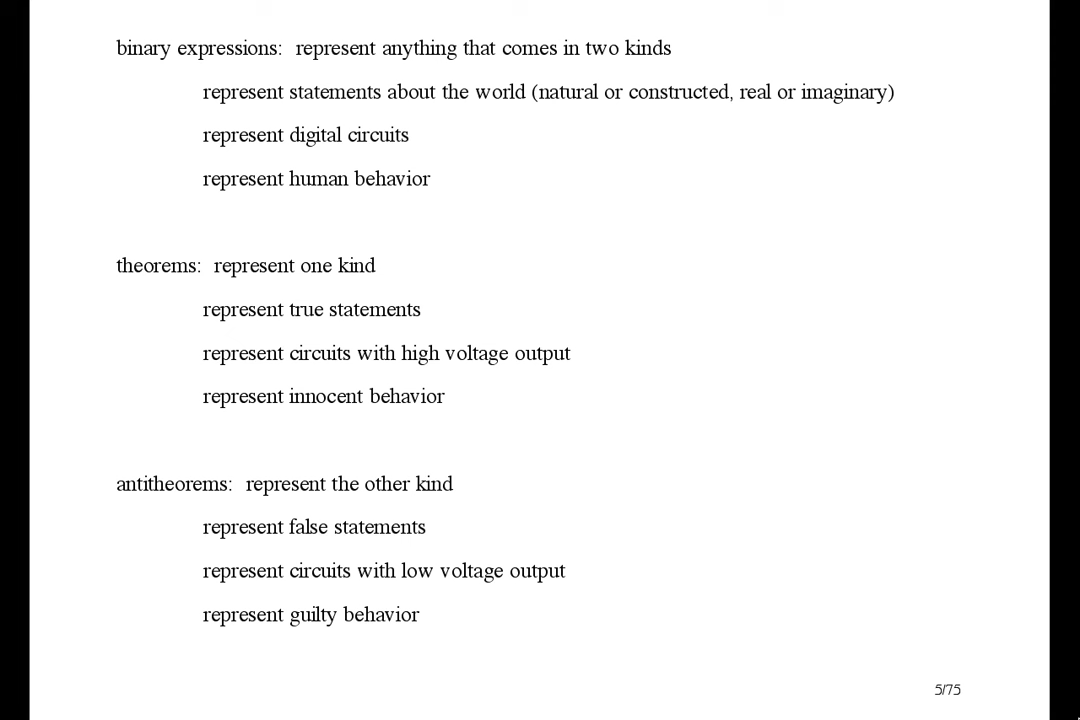 binary expressions:  represent anything that comes in two kinds
represent statements about the world (natural or constructed, real or imaginary)
represent digital circuits
represent human behavior
theorems:  represent one kind
represent true statements
represent circuits with high voltage output
represent innocent behavior
antitheorems:  represent the other kind
represent false statements
represent circuits with low voltage output
represent guilty behavior
5/75